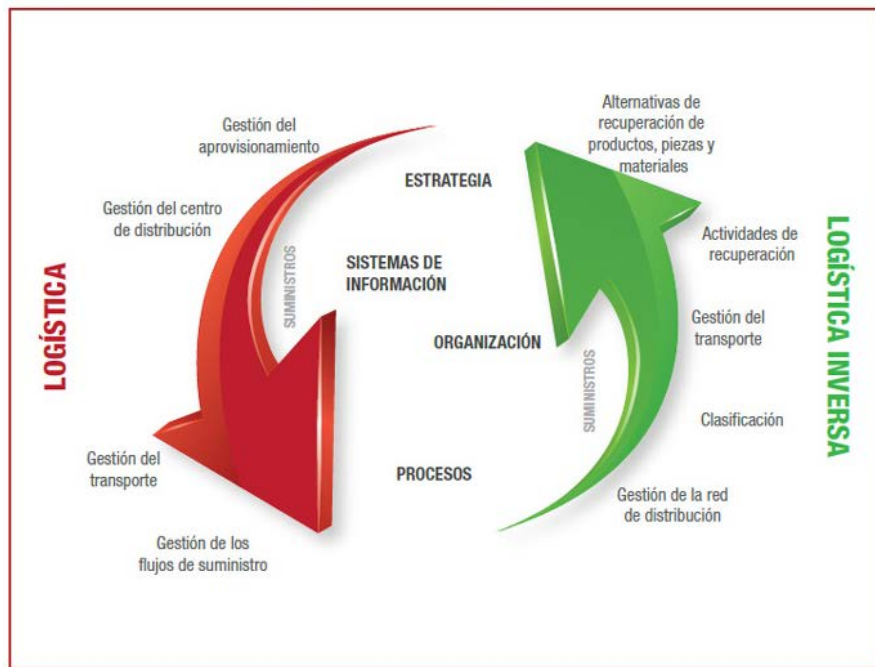 Gestión del
aprovisionamiento
Gestión del centro
de distribución
SUMINISTROS
LOGÍSTICA
Gestión del
transporte
Gestión de los
flujos de suministro
ESTRATEGIA
SISTEMAS DE
INFORMACIÓN
ORGANIZACIÓN
PROCESOS
Alternativas de
recuperación de
productos, piezas y
materiales
Actividades de
recuperación
Gestión del
transporte
SUMINISTROS
Clasificación
Gestión de la red
de distribución
LOGÍSTICA INVERSA